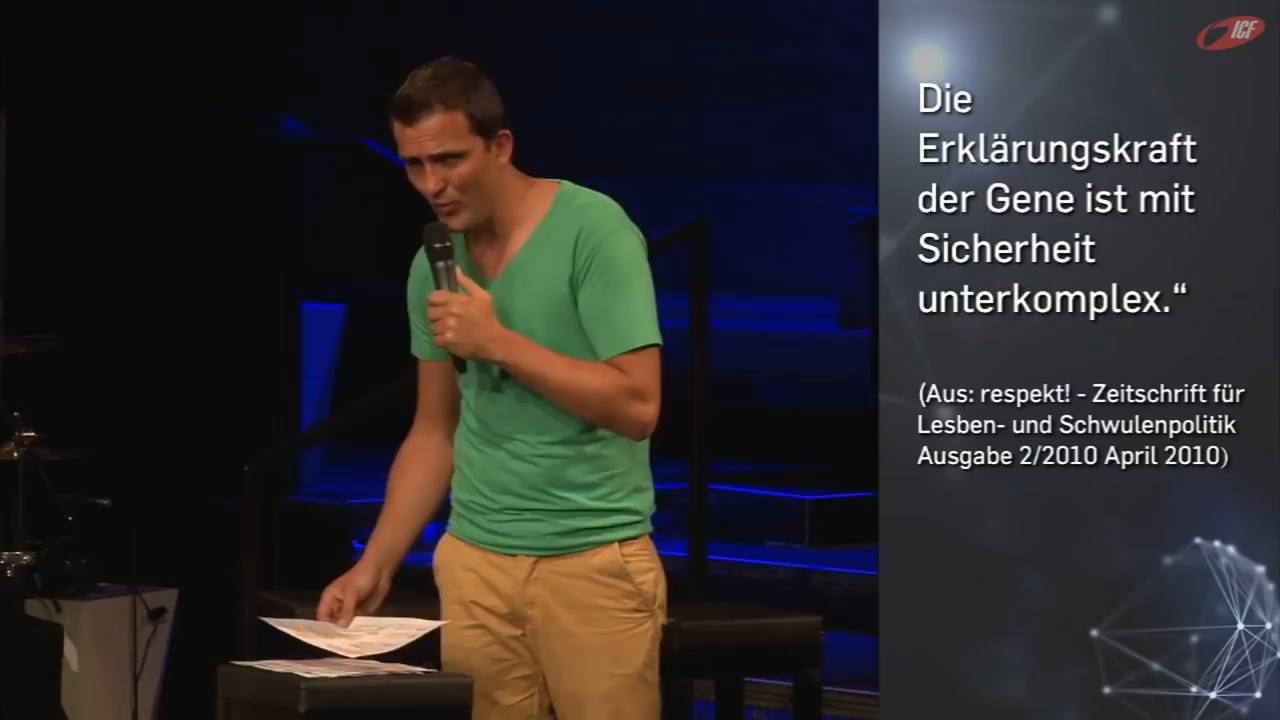 ICF
Die
Erklärungskraft
der Gene ist mit
Sicherheit
unterkomplex.“
(Aus: respekt! - Zeitschrift für
Lesben- und Schwulenpolitik
Ausgabe 2/2010 April 2010)